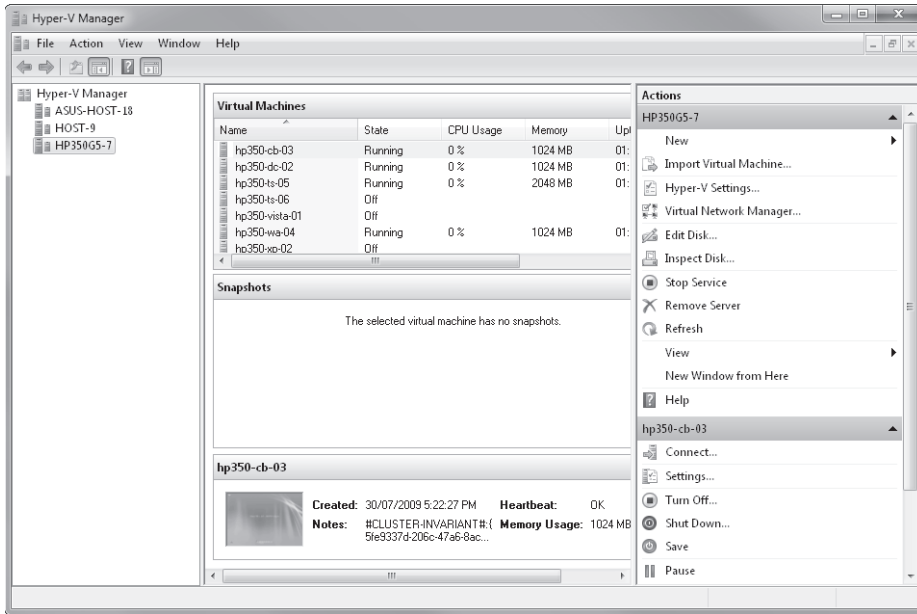 Hyper-V Manager
File Action View Window Help
Hyper-V Manager
ASUS-HOST-18
HOST-9
HP350G5-7
Virtual Machines
Name State CPU Usage Memory Upt
hp350-cb-03 Running 0 % 1024 MB 01:
hp350-dc-02 Running 0 % 1024 MB 01:
hp350-ts-05 Running 0 % 2048 MB 01:
hp350-ts-06 Off
hp350-vista-01 Off
hp350-wa-04 Running 0 % 1024 MB 01:
hp350-xp-02 Off
Snapshots
The selected virtual machine has no snapshots.
hp350-cb-03
Created: 30/07/2009 5:22:27 PM Heartbeat: OK
Notes: #CLUSTER-INVARIANT#:{ Memory Usage: 1024 MB
5fe9337d-206c-47a6-8ac...
Actions
HP350G5-7
New
Import Virtual Machine...
Hyper-V Settings...
Virtual Network Manager...
Edit Disk...
Inspect Disk...
Stop Service
Remove Server
Refresh
View
New Window from Here
Help
hp350-cb-03
Connect...
Settings...
Turn Off...
Shut Down...
Save
Pause